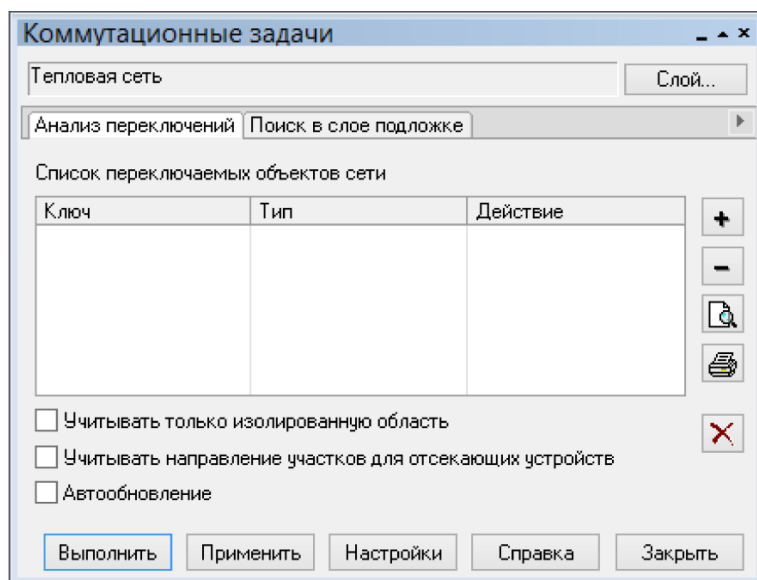 Коммутационные задачи
Тепловая сеть
Слой...
Анализ переключений Поиск в слое подложке
Список переключаемых объектов сети
Ключ Тип Действие
Учитывать только изолированную область
Учитывать направление участков для отсекающих устройств
Автообновление
Выполнить Применить Настройки Справка Закрыть